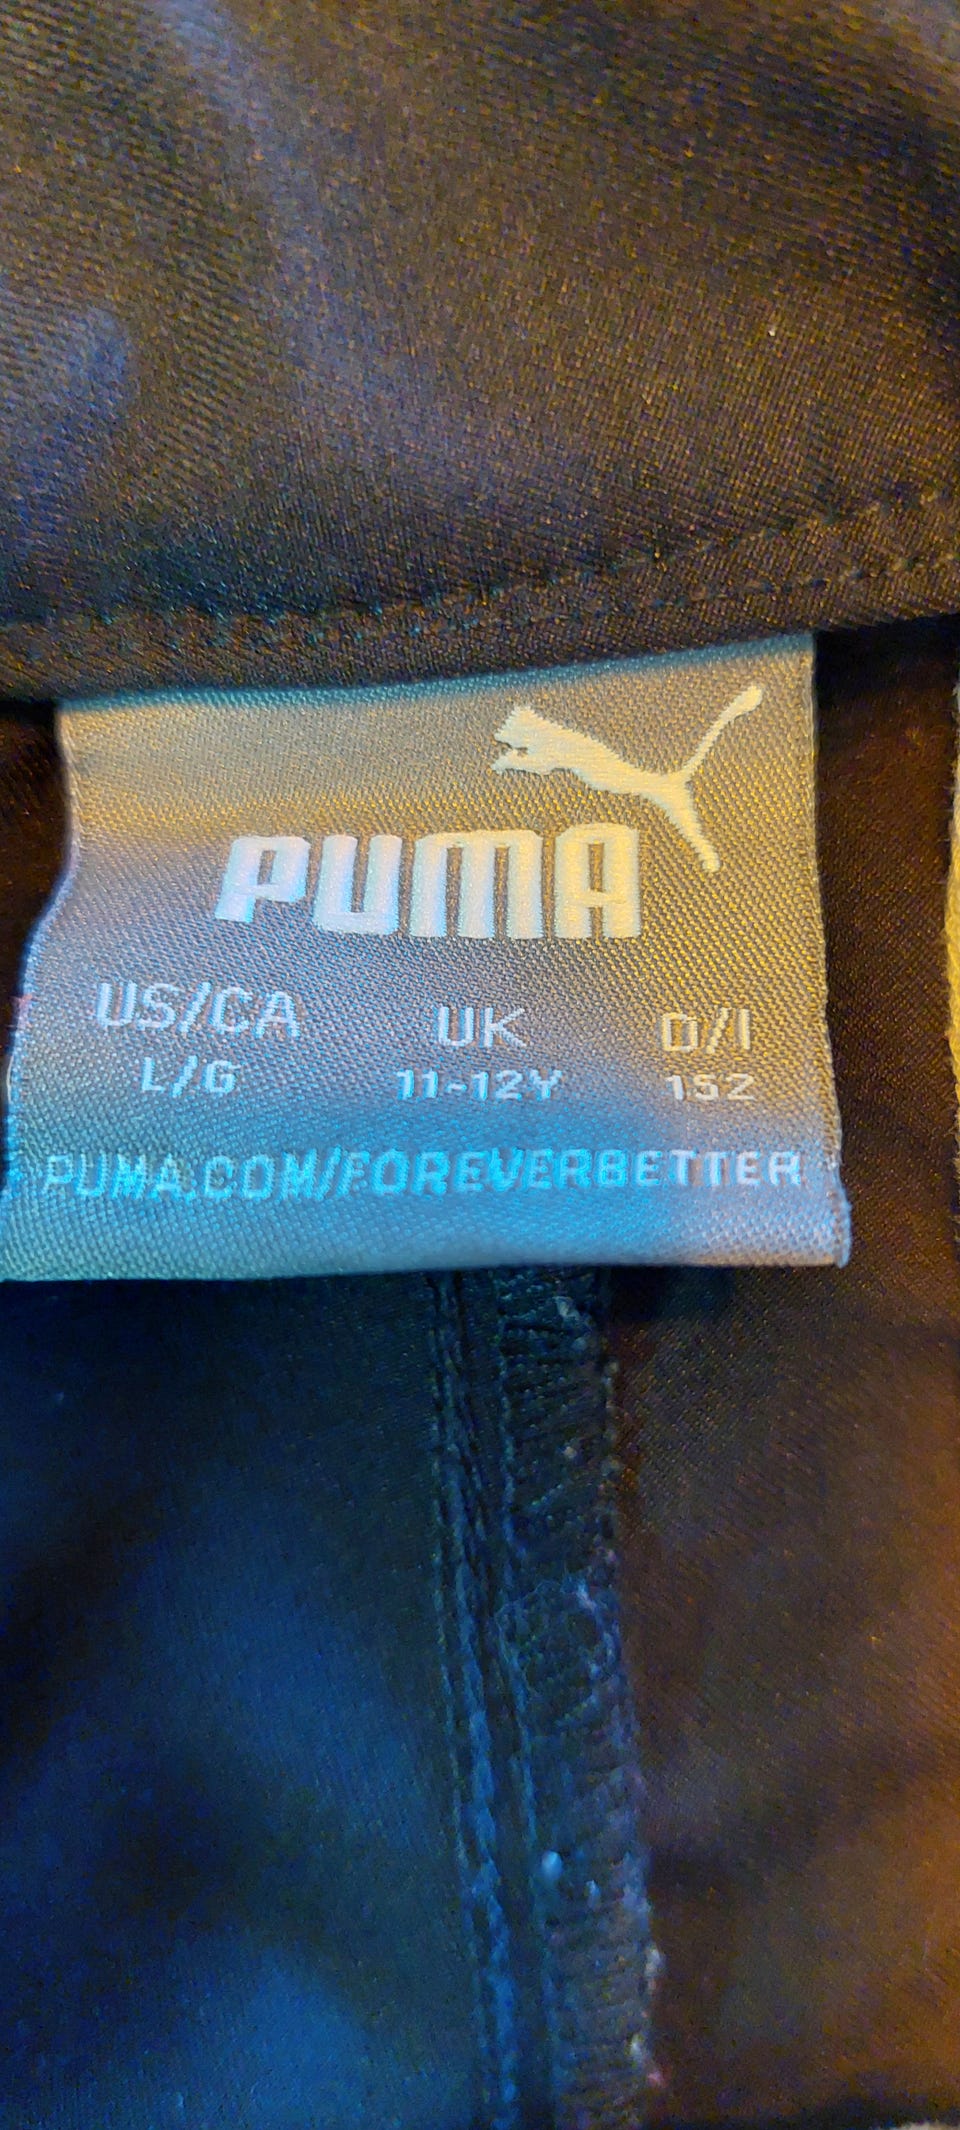 PUMA
US/CA UK D/I
L/G 11-12Y 152
PUMA.COM/FOREVERBETTER